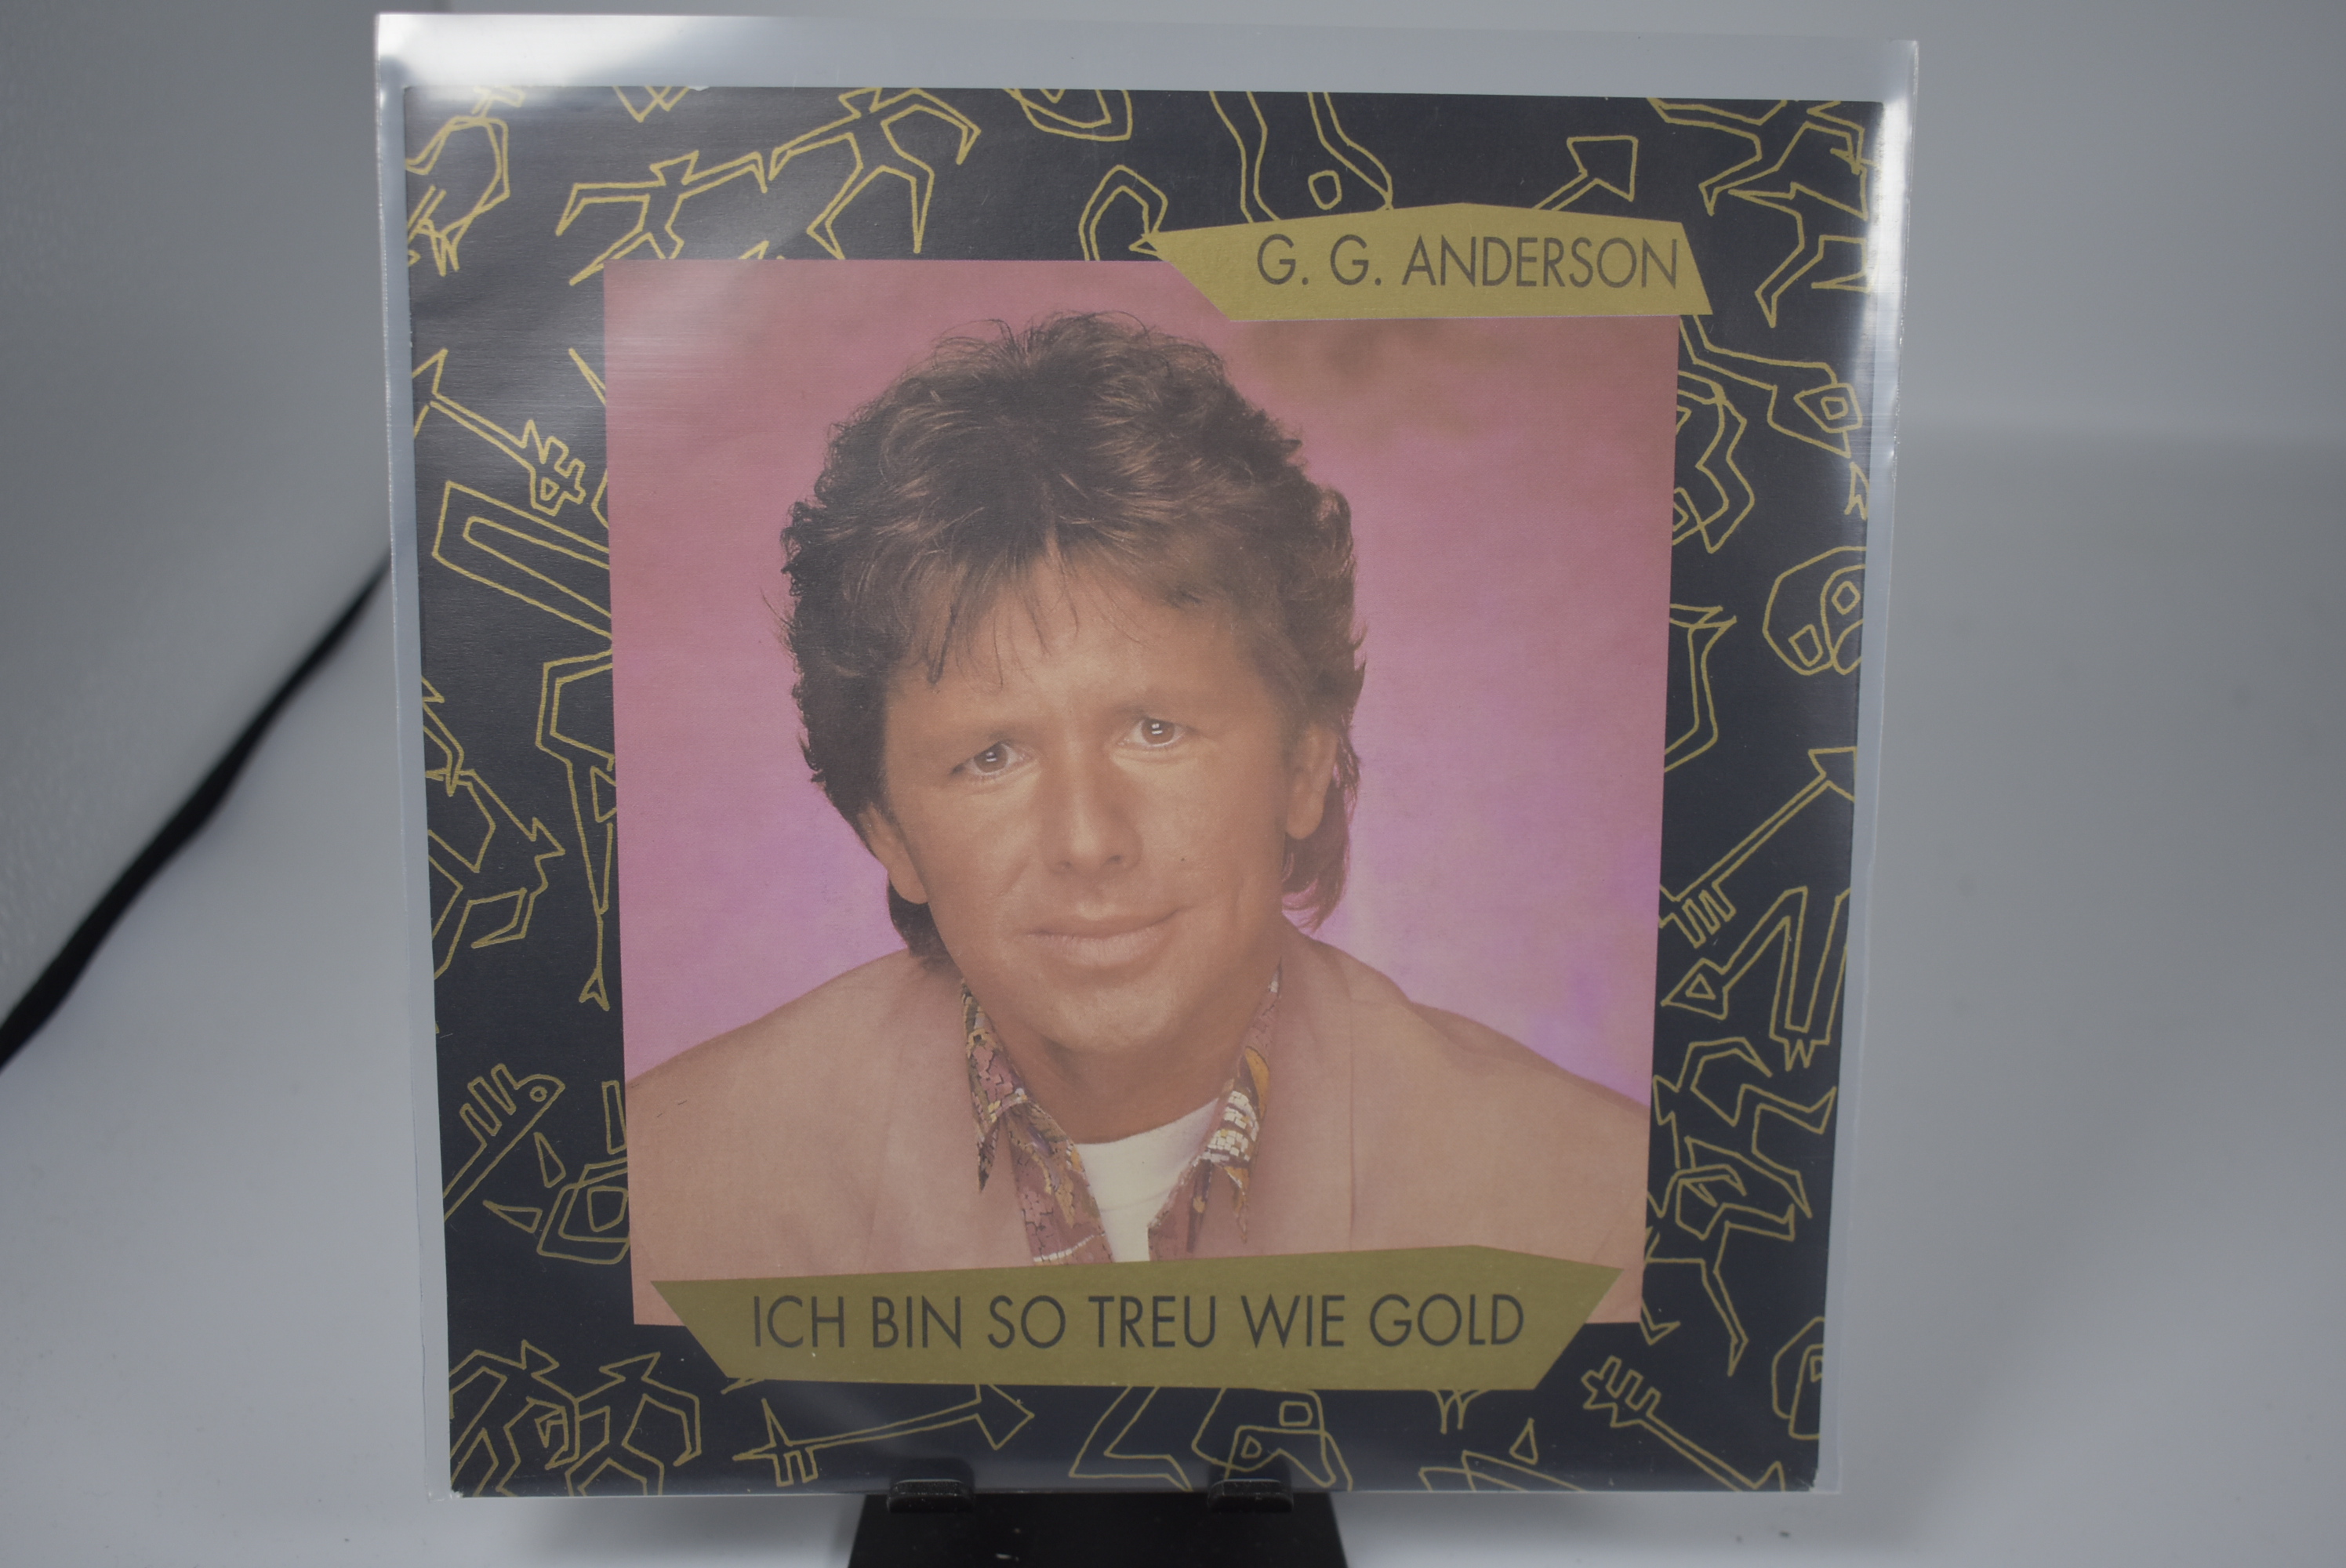 G. G. ANDERSON
ICH BIN SO TREU WIE GOLD